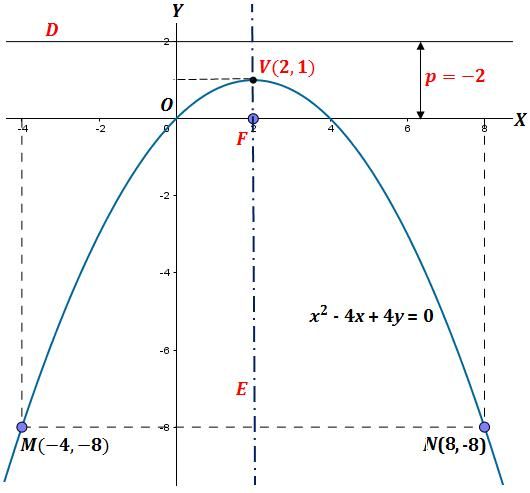 Y
D
2
V(2, 1)
p = −2
O
-4
-2
0
2
4
6
8
X
F
-2
-4
x² - 4x + 4y = 0
-6
E
-8
M(−4, −8)
N(8, -8)